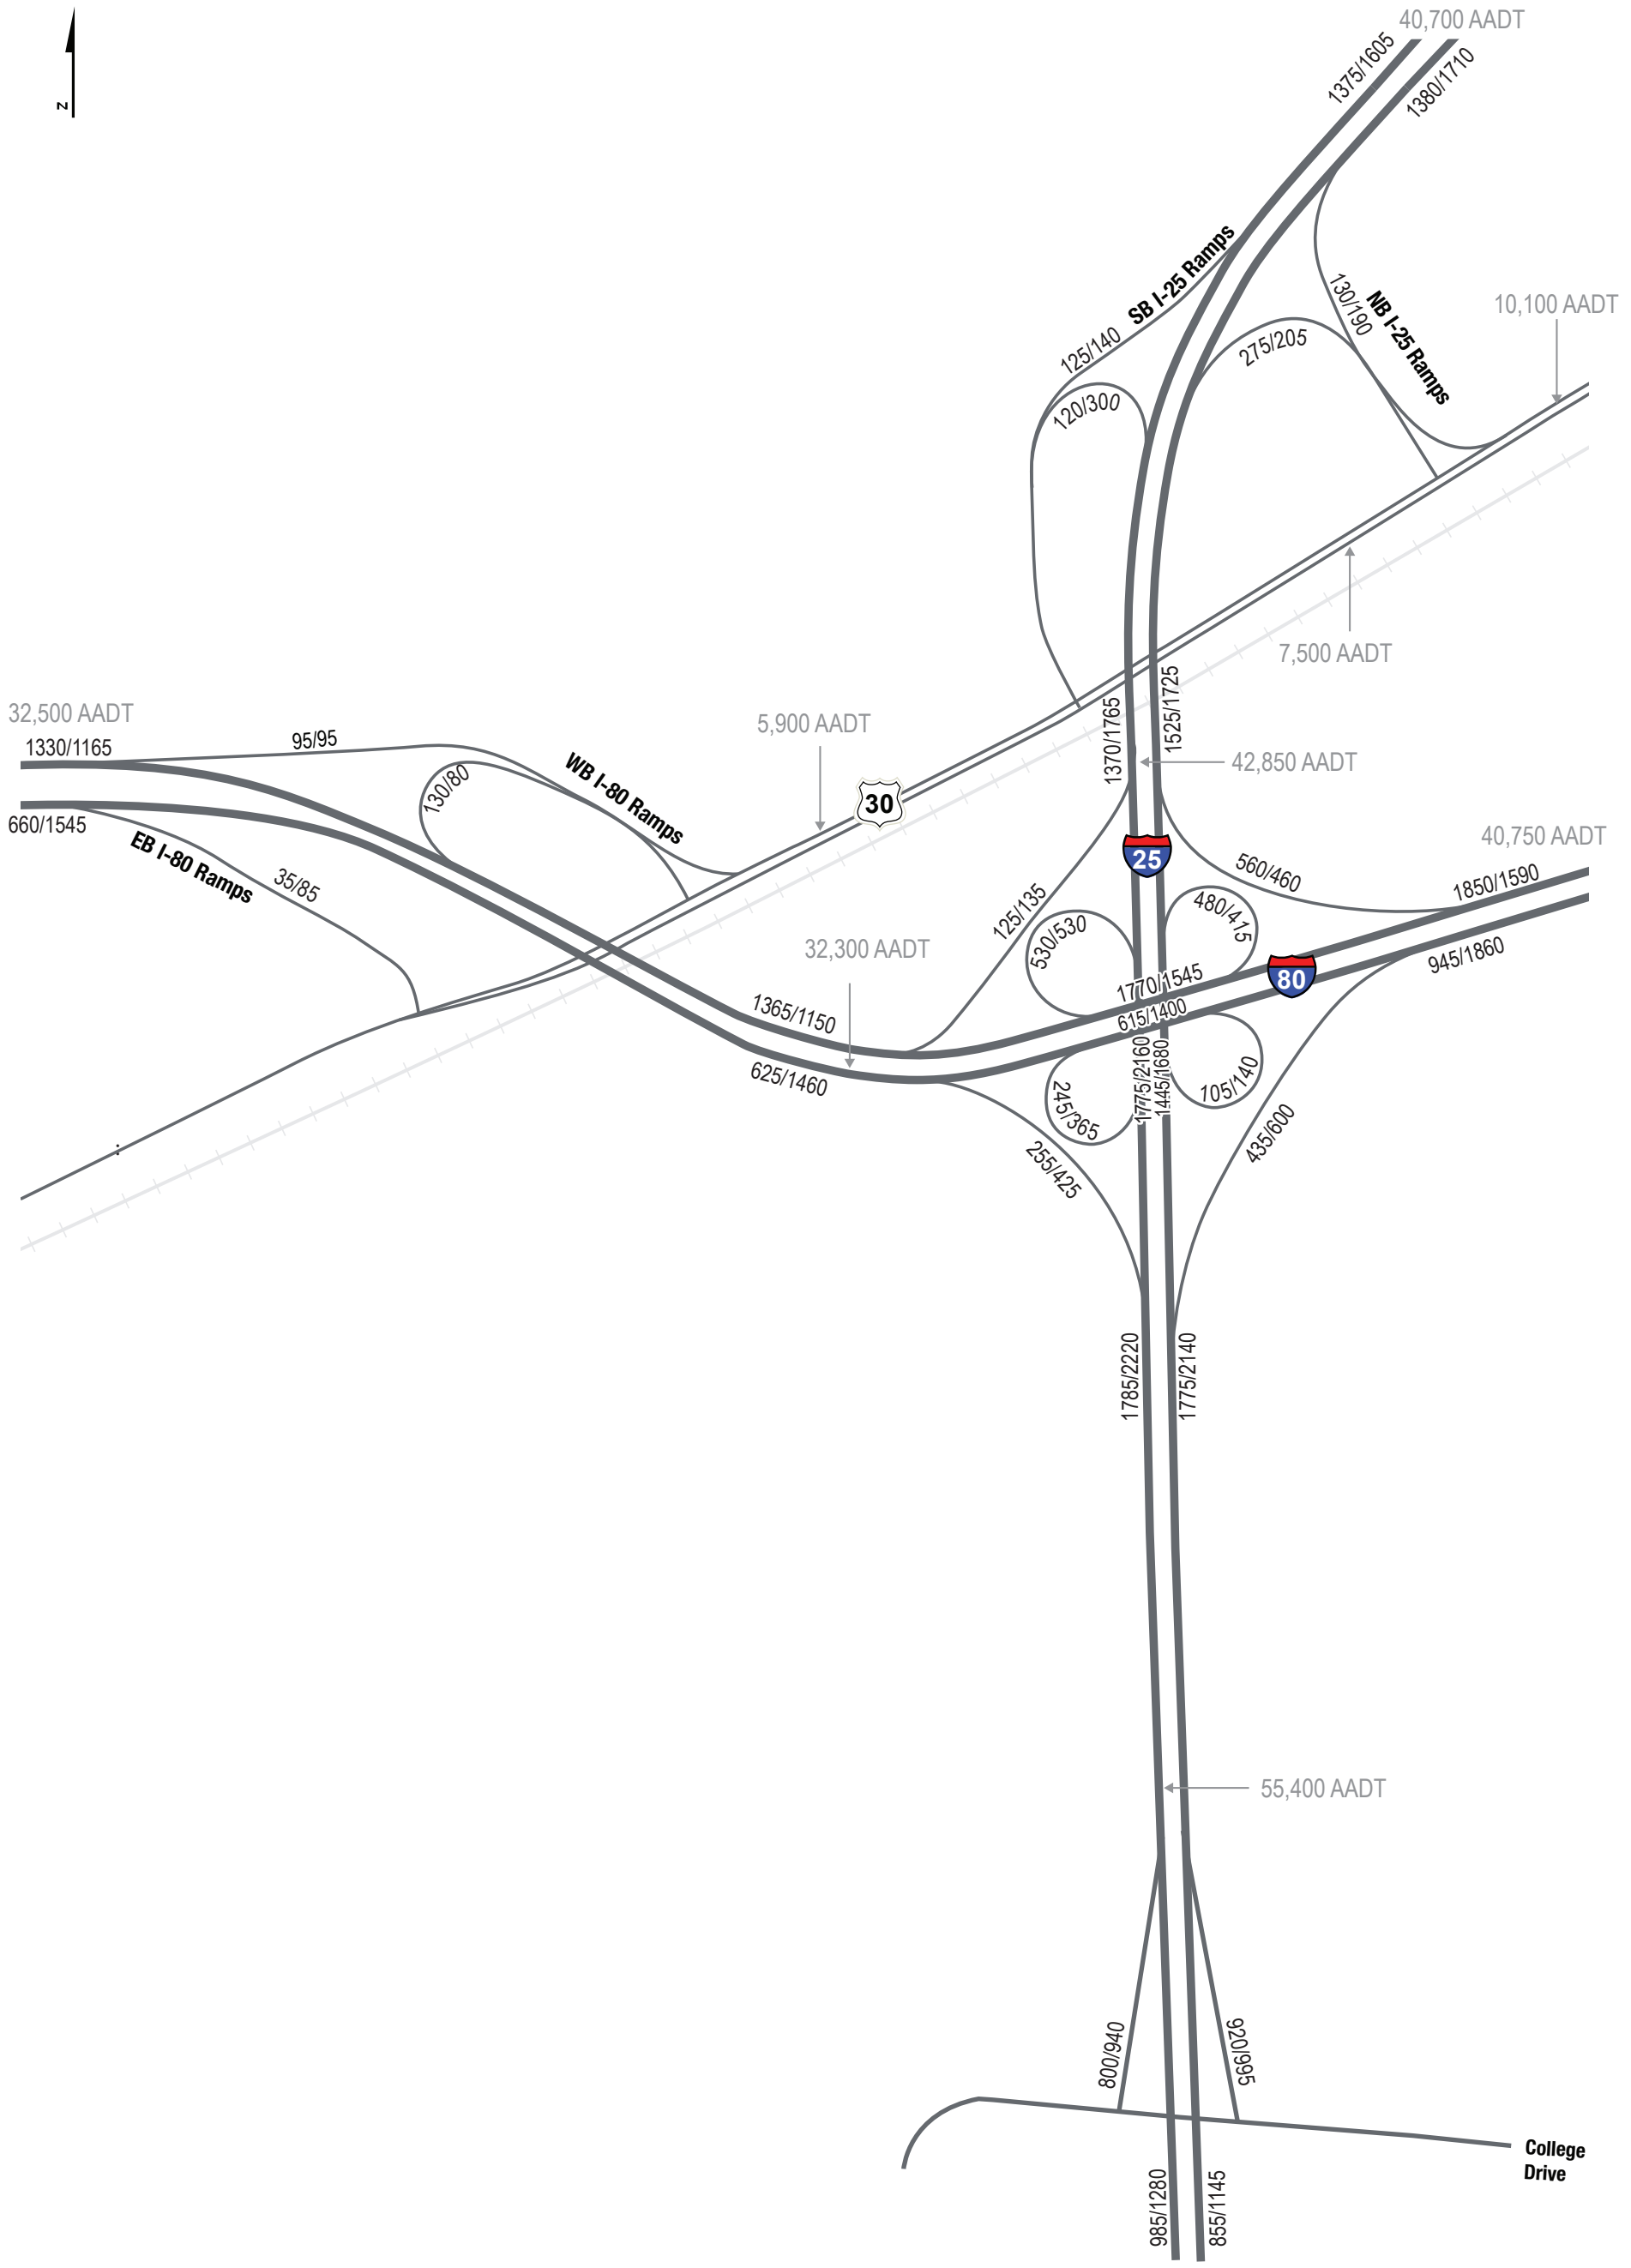 40,700 AADT
1375/1605
1380/1710
z
SB I-25 Ramps
130/190
NB I-25 Ramps
10,100 AADT
125/140
275/205
120/300
7,500 AADT
1370/1765
1525/1725
32,500 AADT
1330/1165
95/95
5,900 AADT
WB I-80 Ramps
42,850 AADT
130/80
30
660/1545
EB I-80 Ramps
35/85
25
560/460
40,750 AADT
1850/1590
125/135
530/530
480/415
32,300 AADT
945/1860
80
1770/1545
615/1400
1365/1150
625/1460
1775/2160
1445/1680
245/365
105/140
255/425
435/600
:
1785/2220
1775/2140
55,400 AADT
800/940
920/995
College
Drive
985/1280
855/1145